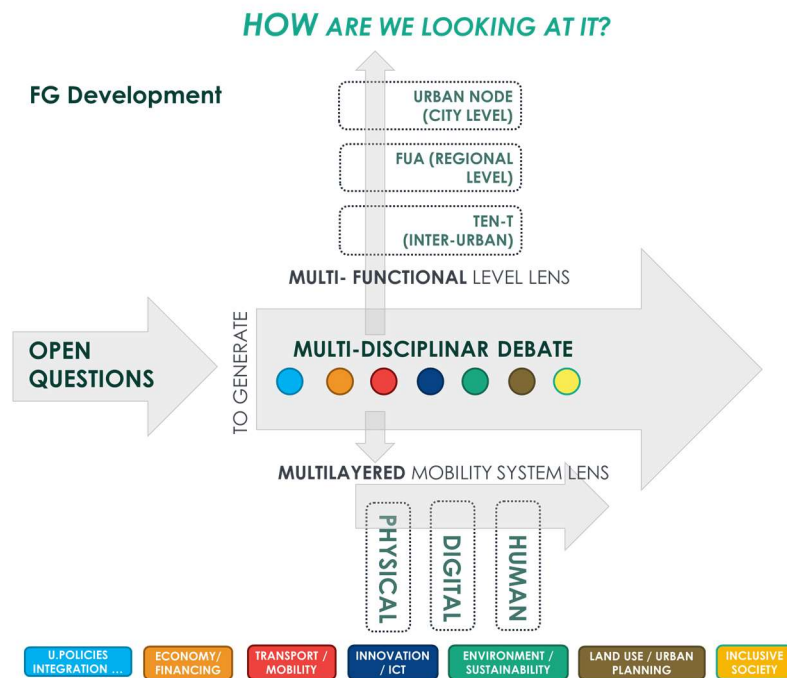 HOW ARE WE LOOKING AT IT?
FG Development
URBAN NODE
(CITY LEVEL)
FUA (REGIONAL
LEVEL)
TEN-T
(INTER-URBAN)
MULTI- FUNCTIONAL LEVEL LENS
OPEN
QUESTIONS
TO GENERATE
MULTI-DISCIPLINAR DEBATE
MULTILAYERED MOBILITY SYSTEM LENS
PHYSICAL
DIGITAL
HUMAN
U.POLICIES
INTEGRATION ...
ECONOMY/
FINANCING
TRANSPORT /
MOBILITY
INNOVATION
/ ICT
ENVIRONMENT /
SUSTAINABILITY
LAND USE / URBAN
PLANNING
INCLUSIVE
SOCIETY